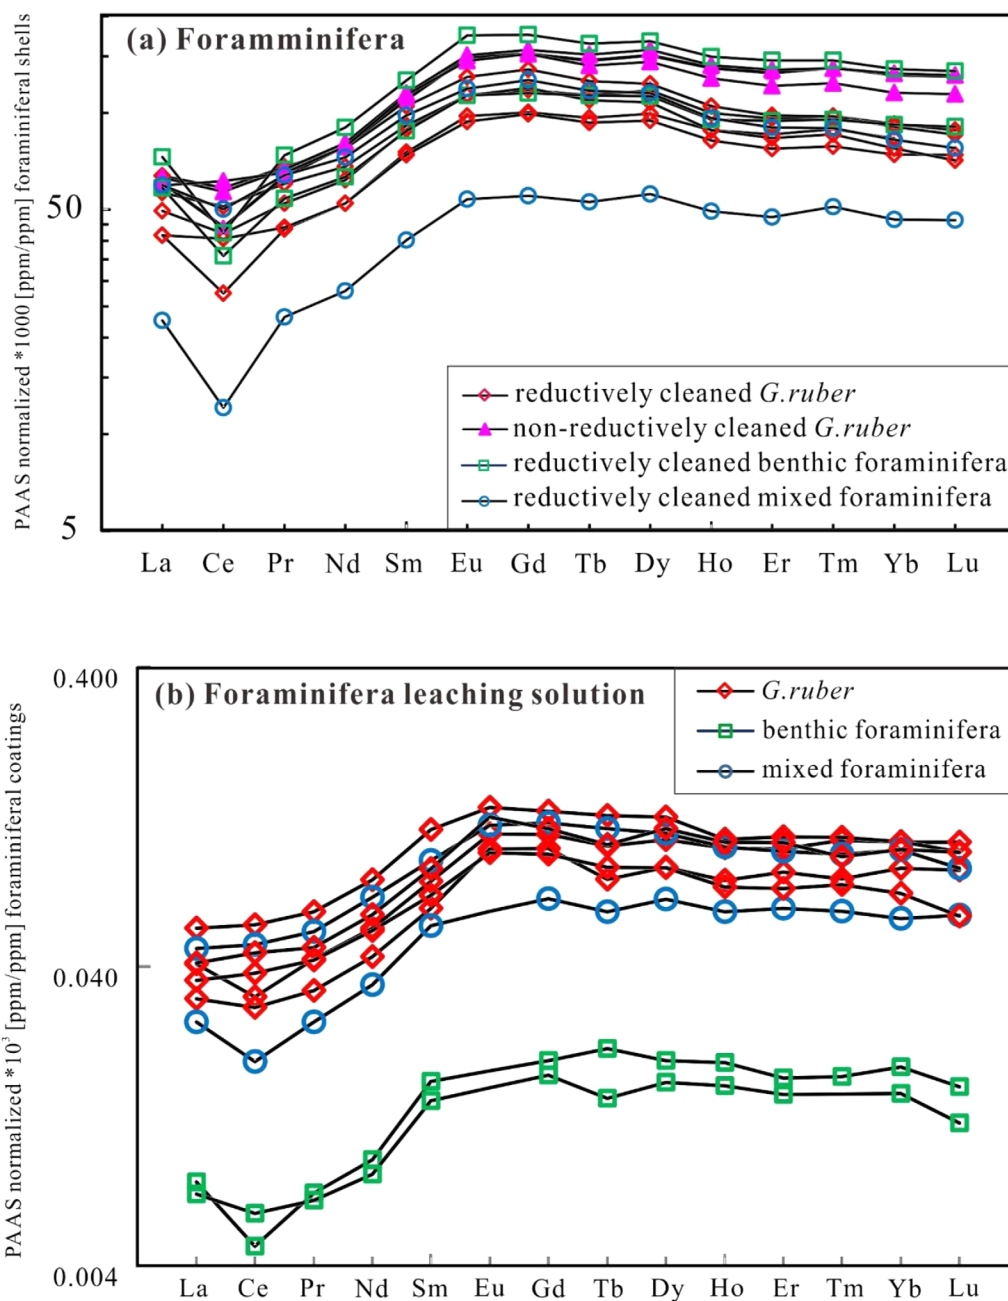 (a) Foramminifera
PAAS normalized *1000 [ppm/ppm] foraminiferal shells
50
5
reductively cleaned G.ruber
non-reductively cleaned G.ruber
reductively cleaned benthic foraminifera
reductively cleaned mixed foraminifera
La Ce Pr Nd Sm Eu Gd Tb Dy Ho Er Tm Yb Lu
(b) Foraminifera leaching solution
PAAS normalized *10³ [ppm/ppm] foraminiferal coatings
0.400
0.040
0.004
G.ruber
benthic foraminifera
mixed foraminifera
La Ce Pr Nd Sm Eu Gd Tb Dy Ho Er Tm Yb Lu